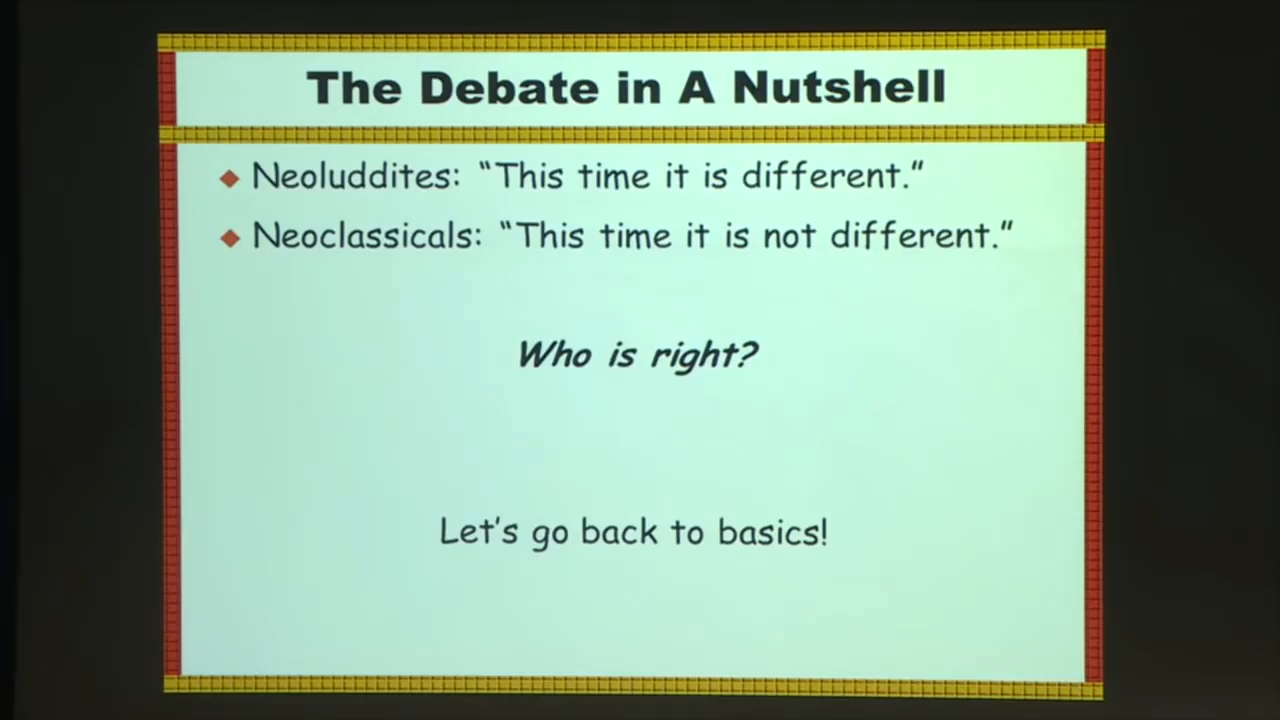 The Debate in A Nutshell
Neoluddites: “This time it is different.”
Neoclassicals: “This time it is not different.”
Who is right?
Let’s go back to basics!